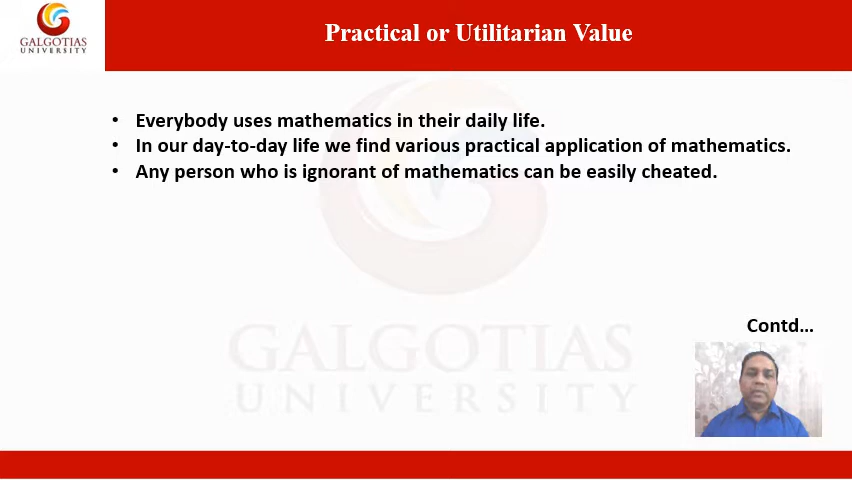 GALGOTIAS
UNIVERSITY
Practical or Utilitarian Value
• Everybody uses mathematics in their daily life.
• In our day-to-day life we find various practical application of mathematics.
• Any person who is ignorant of mathematics can be easily cheated.
Contd...
GALGOTIAS
UNIVERSITY